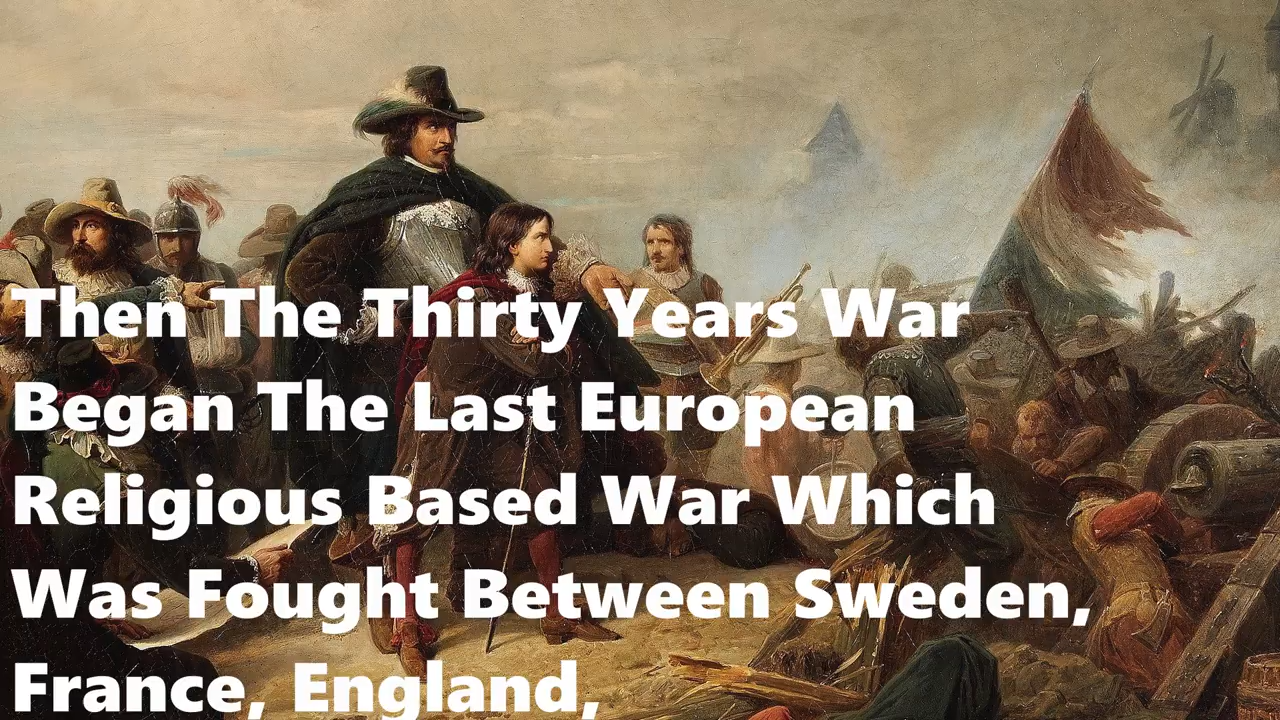 Then The Thirty Years War
Began The Last European
Religious Based War Which
Was Fought Between Sweden,
France, England,